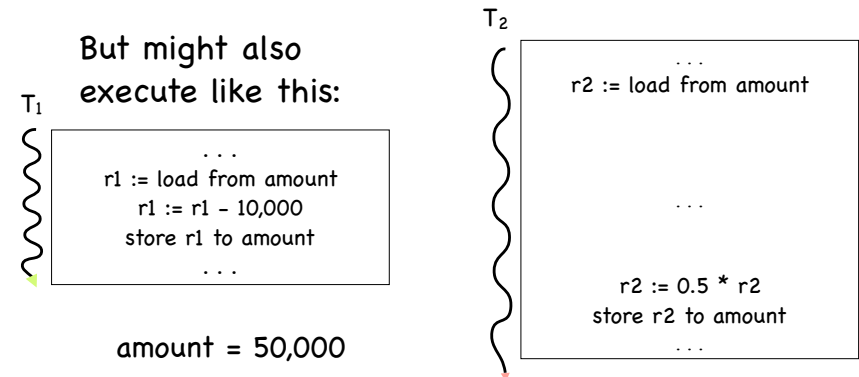 But might also
execute like this:
T₁
. . .
r1 := load from amount
r1 := r1 - 10,000
store r1 to amount
. . .
amount = 50,000
T₂
. . .
r2 := load from amount
. . .
r2 := 0.5 * r2
store r2 to amount
. . .